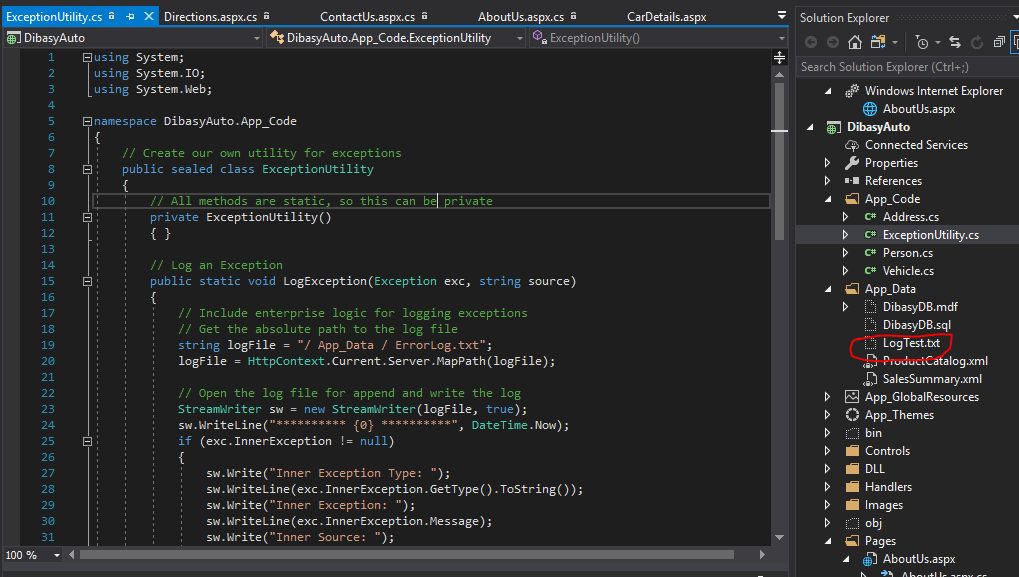 ExceptionUtility.cs
Directions.aspx.cs
ContactUs.aspx.cs
AboutUs.aspx.cs
CarDetails.aspx
DibasyAuto
DibasyAuto.App_Code.ExceptionUtility
ExceptionUtility()
1 using System;
2 using System.IO;
3 using System.Web;
4
5 namespace DibasyAuto.App_Code
6 {
7 // Create our own utility for exceptions
8 public sealed class ExceptionUtility
9 {
10 // All methods are static, so this can be private
11 private ExceptionUtility()
12 { }
13
14 // Log an Exception
15 public static void LogException(Exception exc, string source)
16 {
17 // Include enterprise logic for logging exceptions
18 // Get the absolute path to the log file
19 string logFile = "/ App_Data / ErrorLog.txt";
20 logFile = HttpContext.Current.Server.MapPath(logFile);
21
22 // Open the log file for append and write the log
23 StreamWriter sw = new StreamWriter(logFile, true);
24 sw.WriteLine("********** {0} **********", DateTime.Now);
25 if (exc.InnerException != null)
26 {
27 sw.Write("Inner Exception Type: ");
28 sw.WriteLine(exc.InnerException.GetType().ToString());
29 sw.Write("Inner Exception: ");
30 sw.WriteLine(exc.InnerException.Message);
31 sw.Write("Inner Source: ");
100 %
Solution Explorer
Search Solution Explorer (Ctrl+;)
Windows Internet Explorer
AboutUs.aspx
DibasyAuto
Connected Services
Properties
References
App_Code
C# Address.cs
C# ExceptionUtility.cs
C# Person.cs
C# Vehicle.cs
App_Data
DibasyDB.mdf
DibasyDB.sql
LogTest.txt
ProductCatalog.xml
SalesSummary.xml
App_GlobalResources
App_Themes
bin
Controls
DLL
Handlers
Images
obj
Pages
AboutUs.aspx
AboutUs.aspx.cs